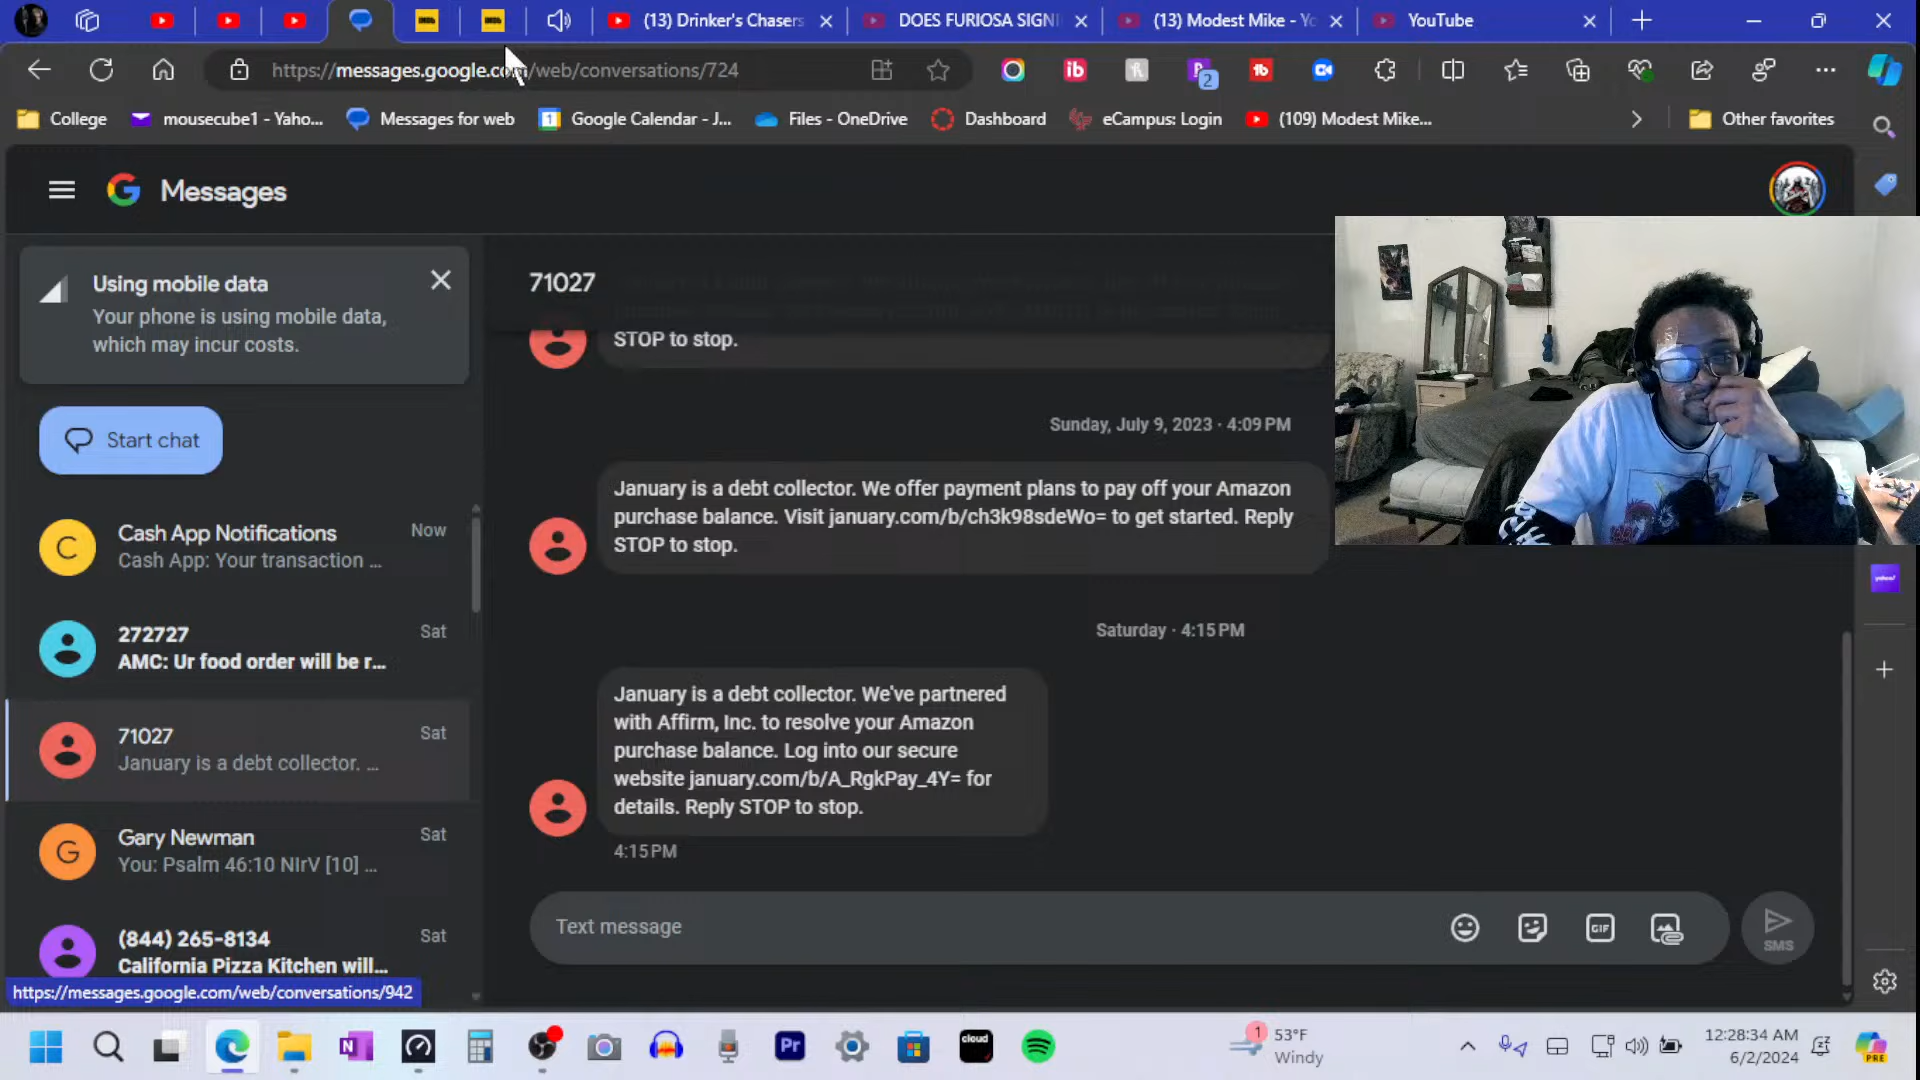 (13) Drinker's Chasers
DOES FURIOSA SIGN
(13) Modest Mike - Yo
YouTube
https://messages.google.com/web/conversations/724
2
College
mousecube1 - Yaho...
Messages for web
1
Google Calendar - J...
Files - OneDrive
Dashboard
eCampus: Login
(109) Modest Mike...
Other favorites
Messages
Using mobile data
Your phone is using mobile data,
which may incur costs.
Start chat
C
Cash App Notifications
Now
Cash App: Your transaction ...
272727
Sat
AMC: Ur food order will be r...
71027
Sat
January is a debt collector. ...
G
Gary Newman
Sat
You: Psalm 46:10 NIrV [10] ...
(844) 265-8134
Sat
California Pizza Kitchen will...
https://messages.google.com/web/conversations/942
71027
STOP to stop.
Sunday, July 9, 2023 · 4:09 PM
January is a debt collector. We offer payment plans to pay off your Amazon
purchase balance. Visit january.com/b/ch3k98sdeWo= to get started. Reply
STOP to stop.
Saturday · 4:15 PM
January is a debt collector. We've partnered
with Affirm, Inc. to resolve your Amazon
purchase balance. Log into our secure
website january.com/b/A_RgkPay_4Y= for
details. Reply STOP to stop.
4:15 PM
Text message
GIF
SMS
yahoo!
Pr
cloud
1
53°F
Windy
12:28:34 AM
6/2/2024
PRE